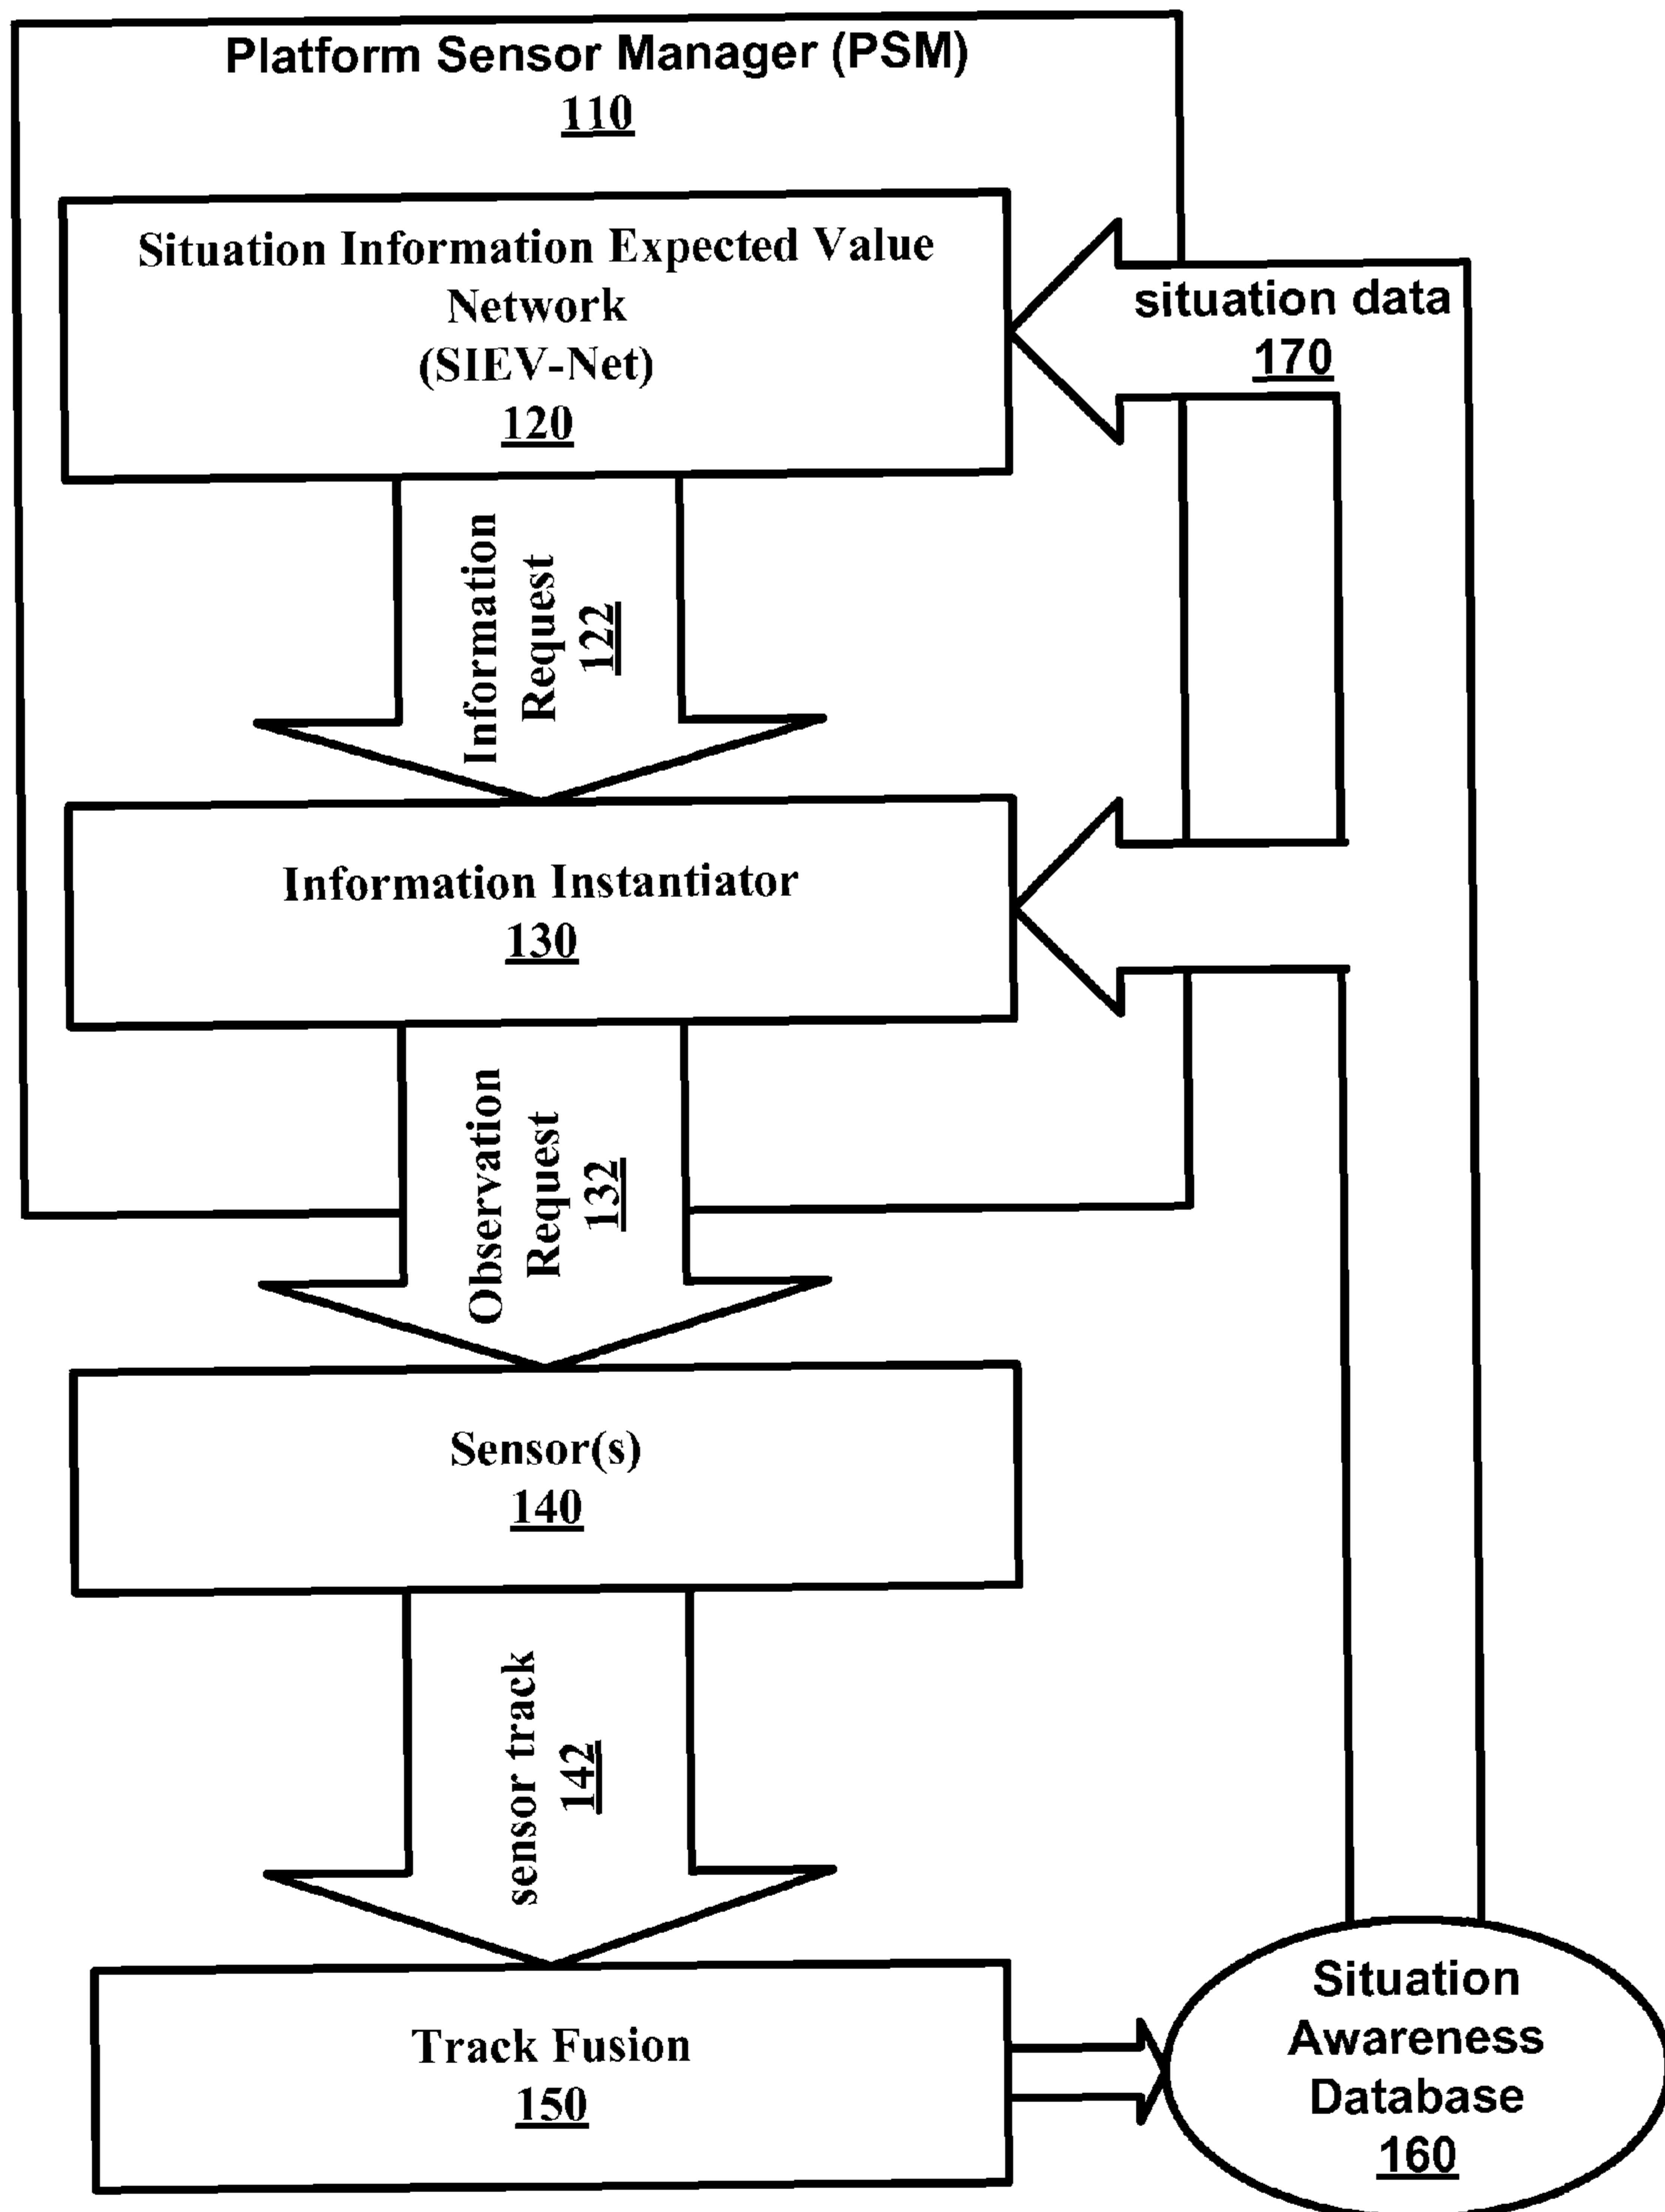 Platform Sensor Manager (PSM)
110
Situation Information Expected Value
Network
(SIEV-Net)
120
situation data
170
Information
Request
122
Information Instantiator
130
Observation
Request
132
Sensor(s)
140
sensor track
142
Track Fusion
150
Situation
Awareness
Database
160